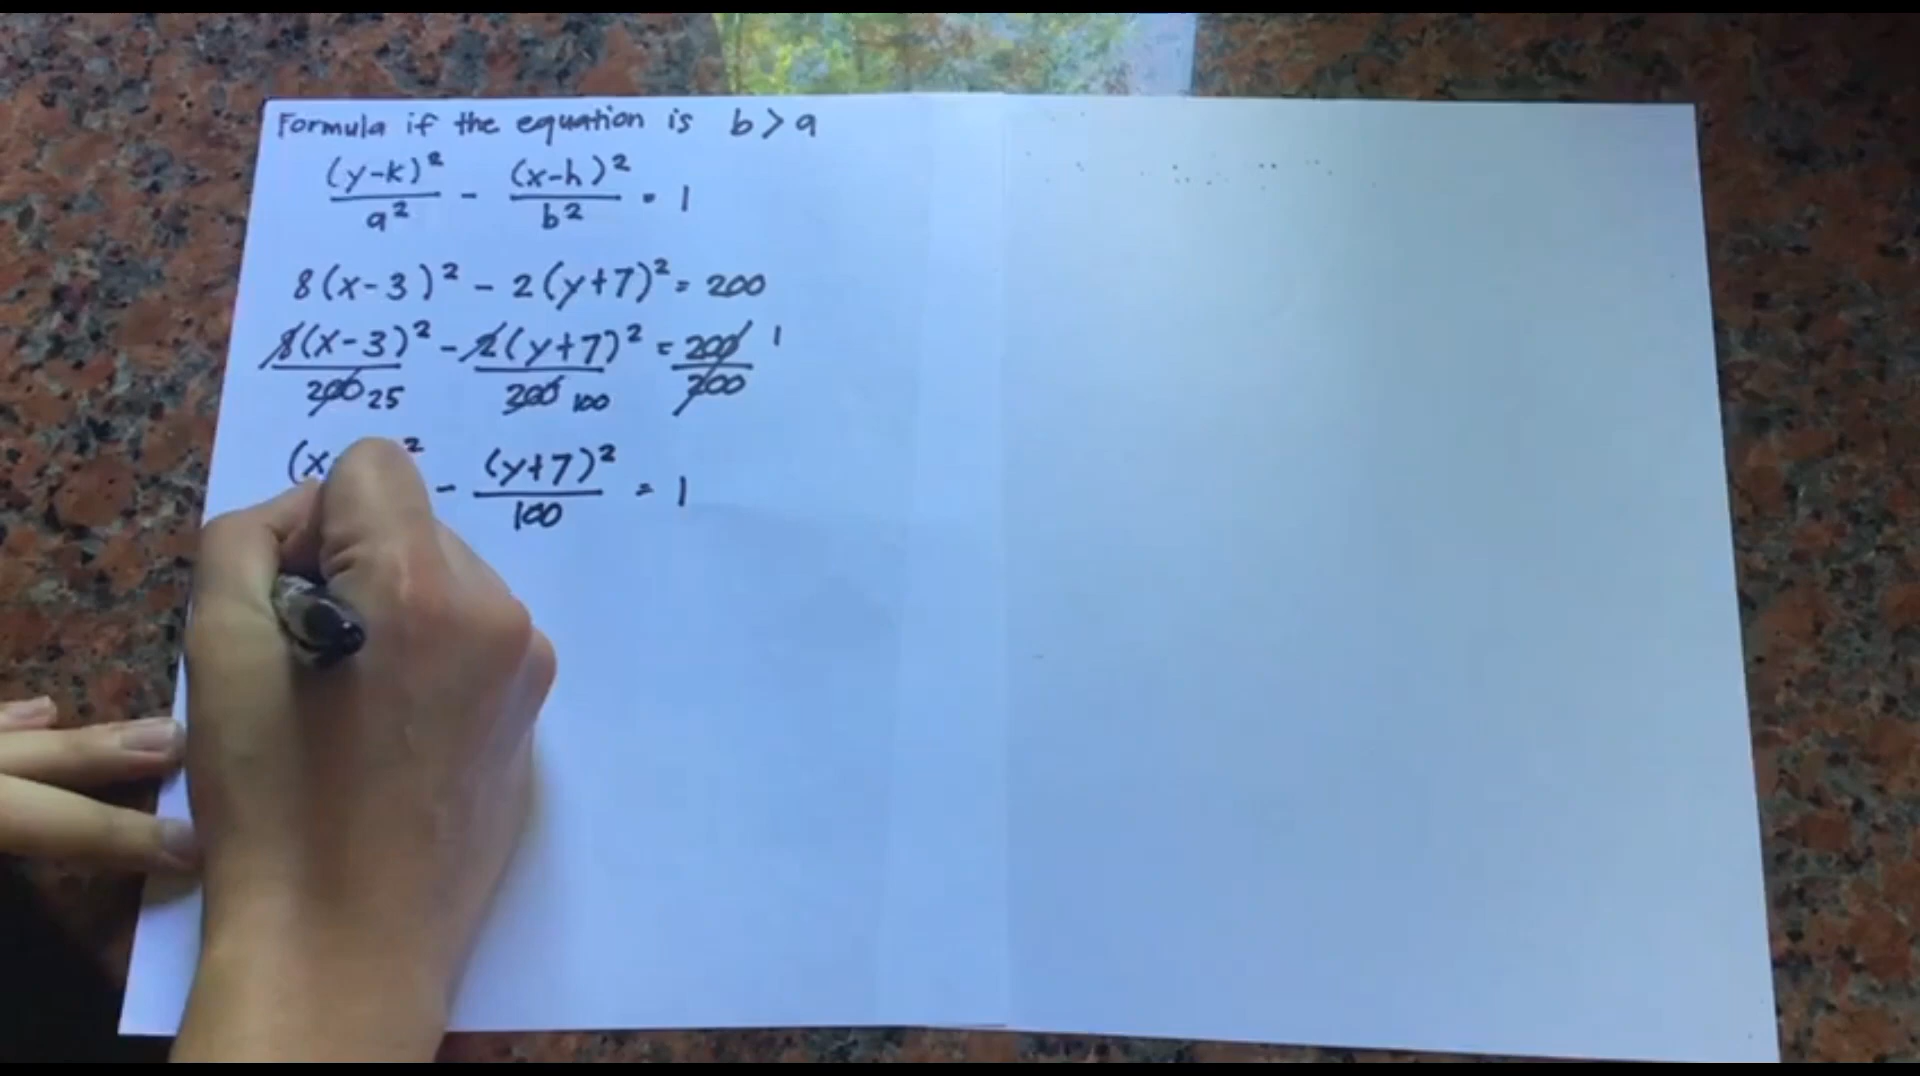 Formula if the equation is b > a
(y-k)²/a² - (x-h)²/b² = 1
8(x-3)² - 2(y+7)² = 200
8(x-3)²/200 25 - 2(y+7)²/200 100 = 200/200 1
(x ² - (y+7)²/100 = 1